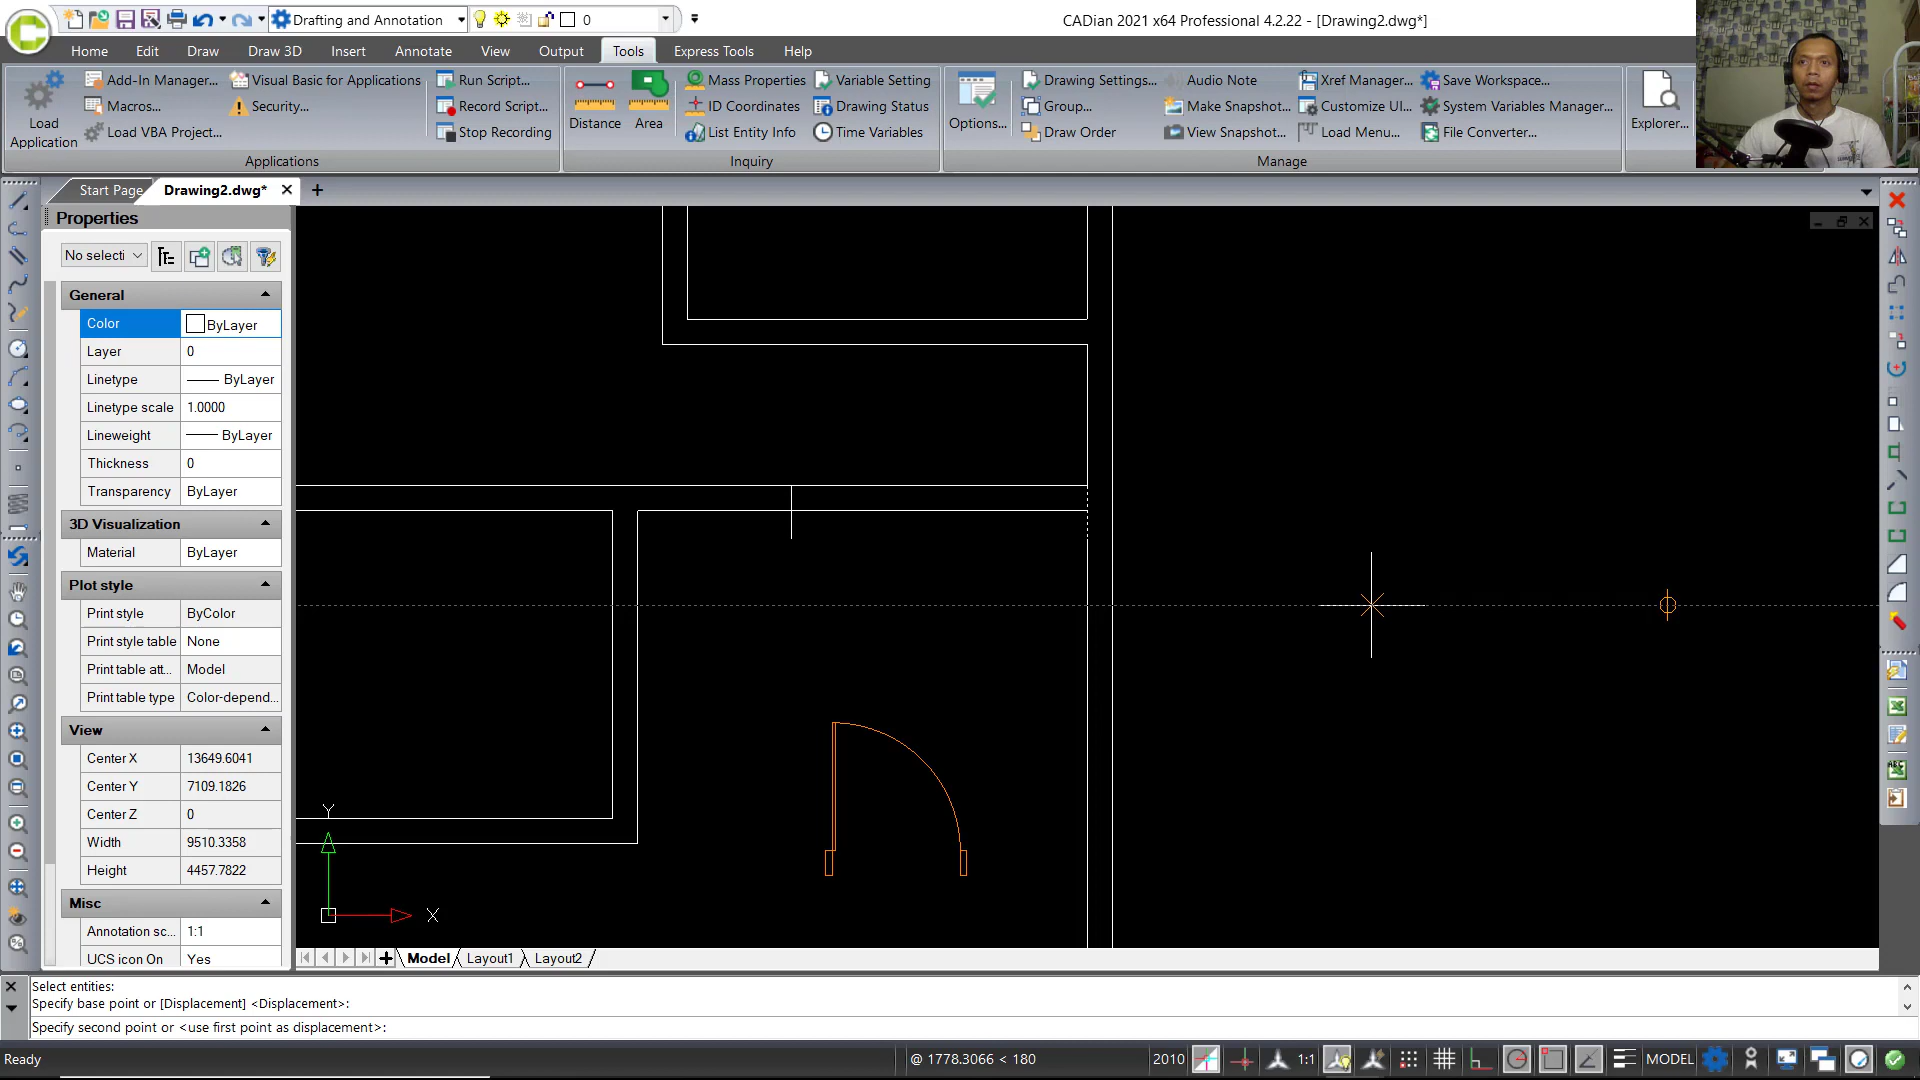 Drafting and Annotation
0
CADian 2021 x64 Professional 4.2.22 - [Drawing2.dwg*]
Home Edit Draw Draw 3D Insert Annotate View Output Tools Express Tools Help
Load Application
Add-In Manager...
Macros...
Load VBA Project...
Visual Basic for Applications
Security...
Run Script...
Record Script...
Stop Recording
Applications
Distance
Area
Mass Properties
ID Coordinates
List Entity Info
Variable Setting
Drawing Status
Time Variables
Inquiry
Options...
Drawing Settings...
Group...
Draw Order
Audio Note
Make Snapshot...
View Snapshot...
Xref Manager...
Customize UI...
Load Menu...
Save Workspace...
System Variables Manager...
File Converter...
Manage
Explorer...
Start Page
Drawing2.dwg*
Properties
No selecti
General
Color ByLayer
Layer 0
Linetype ByLayer
Linetype scale 1.0000
Lineweight ByLayer
Thickness 0
Transparency ByLayer
3D Visualization
Material ByLayer
Plot style
Print style ByColor
Print style table None
Print table att... Model
Print table type Color-depend...
View
Center X 13649.6041
Center Y 7109.1826
Center Z 0
Width 9510.3358
Height 4457.7822
Misc
Annotation sc... 1:1
UCS icon On Yes
Y
X
Model Layout1 Layout2
Select entities:
Specify base point or [Displacement] <Displacement>:
Specify second point or <use first point as displacement>:
Ready
@ 1778.3066 < 180
2010
1:1
MODEL